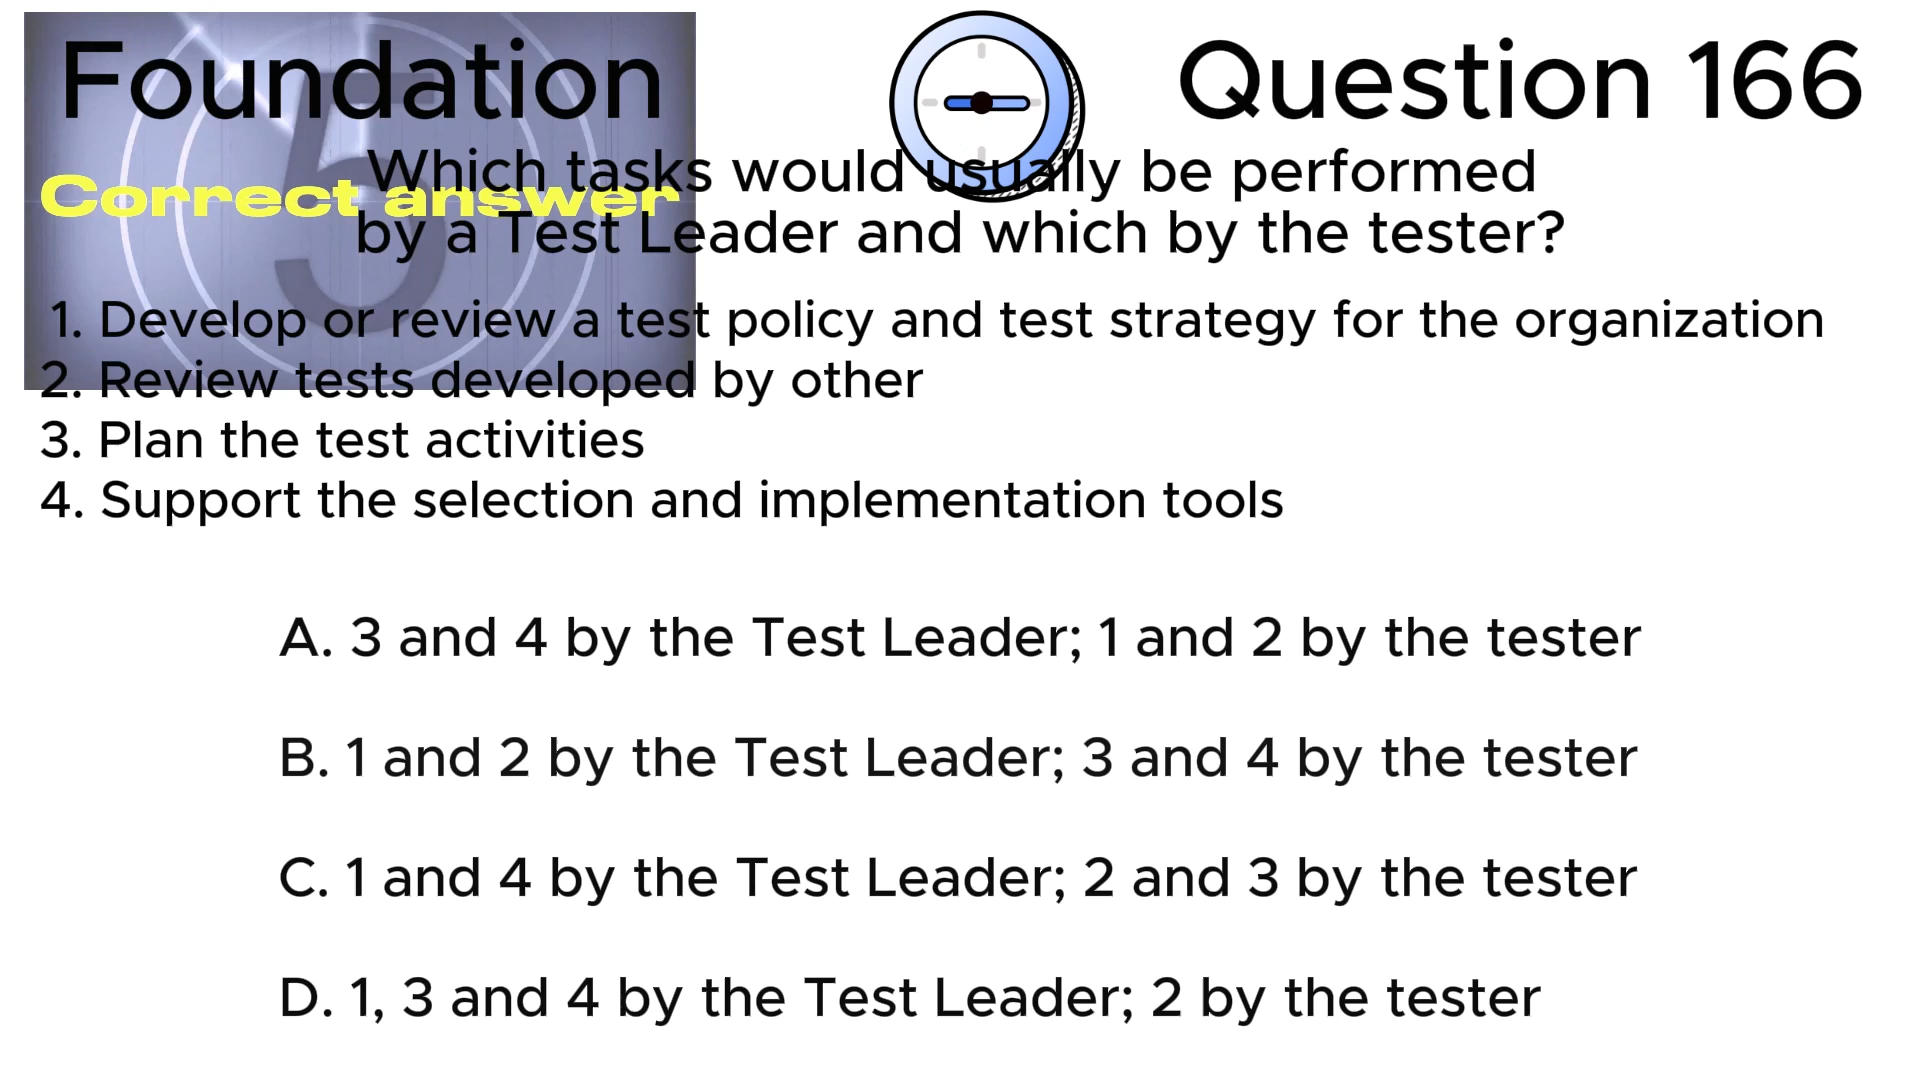 Foundation
Question 166
Correct answer
Which tasks would usually be performed
by a Test Leader and which by the tester?
1. Develop or review a test policy and test strategy for the organization
2. Review tests developed by other
3. Plan the test activities
4. Support the selection and implementation tools
A. 3 and 4 by the Test Leader; 1 and 2 by the tester
B. 1 and 2 by the Test Leader; 3 and 4 by the tester
C. 1 and 4 by the Test Leader; 2 and 3 by the tester
D. 1, 3 and 4 by the Test Leader; 2 by the tester
5